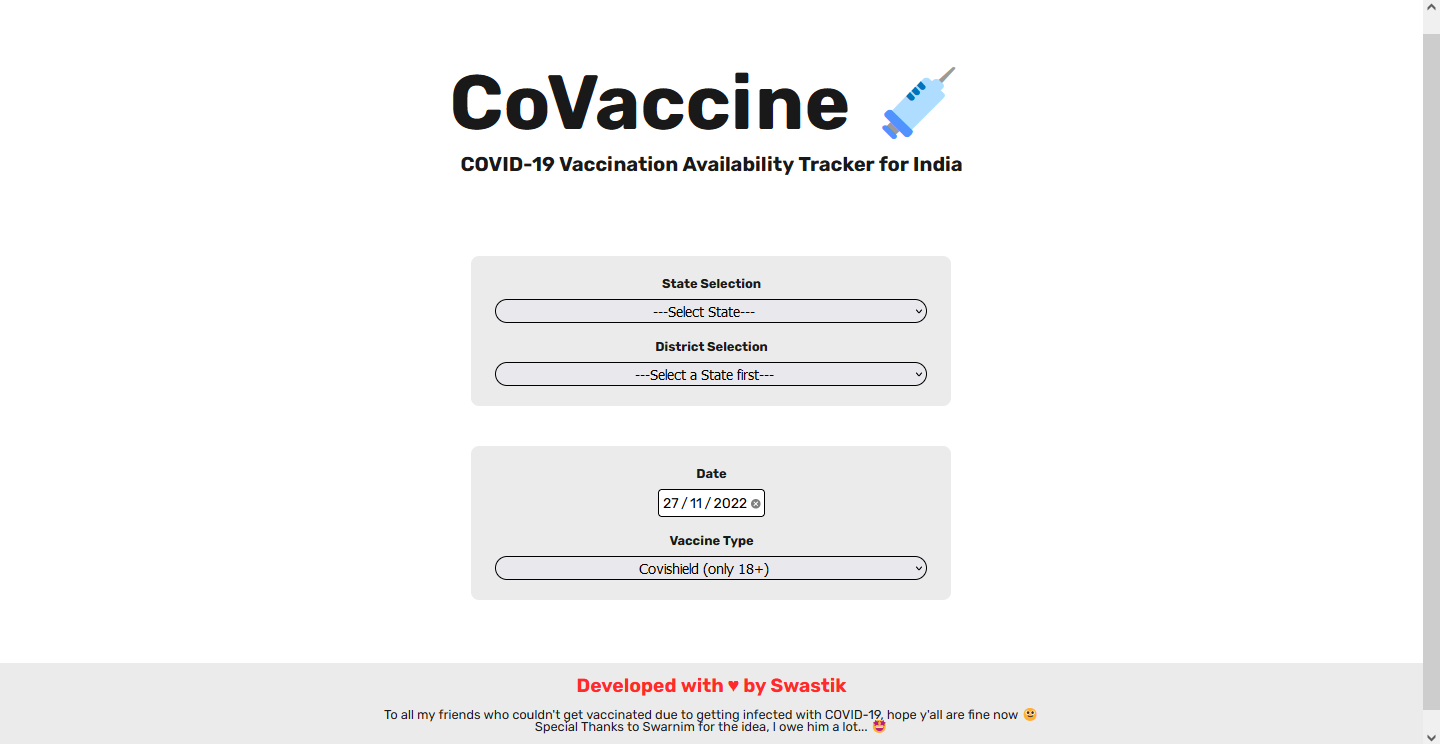 CoVaccine
COVID-19 Vaccination Availability Tracker for India
State Selection
---Select State---
District Selection
---Select a State first---
Date
27/11/2022
Vaccine Type
Covishield (only 18+)
Developed with ♥ by Swastik
To all my friends who couldn't get vaccinated due to getting infected with COVID-19, hope y'all are fine now 🙂
Special Thanks to Swarnim for the idea, I owe him a lot... 🤩